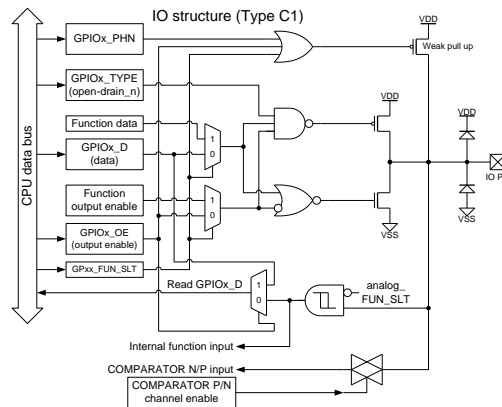 IO structure (Type C1)
VDD
GPIOx_PHN
Weak pull up
GPIOx_TYPE
(open-drain_n)
VDD
Function data
1
0
GPIOx_D
(data)
CPU data bus
IO P
Function
output enable
1
0
VSS
VSS
GPIOx_OE
(output enable)
GPxx_FUN_SLT
Read GPIOx_D
1
0
analog_
FUN_SLT
Internal function input
COMPARATOR N/P input
COMPARATOR P/N
channel enable